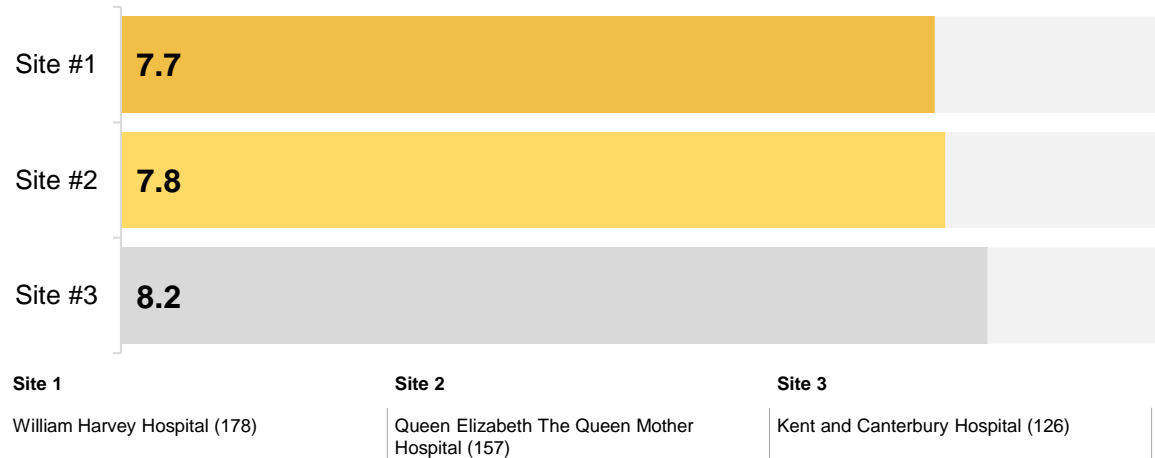 Site #1
7.7
Site #2
7.8
Site #3
8.2
Site 1
Site 2
Site 3
William Harvey Hospital (178)
Queen Elizabeth The Queen Mother
Hospital (157)
Kent and Canterbury Hospital (126)